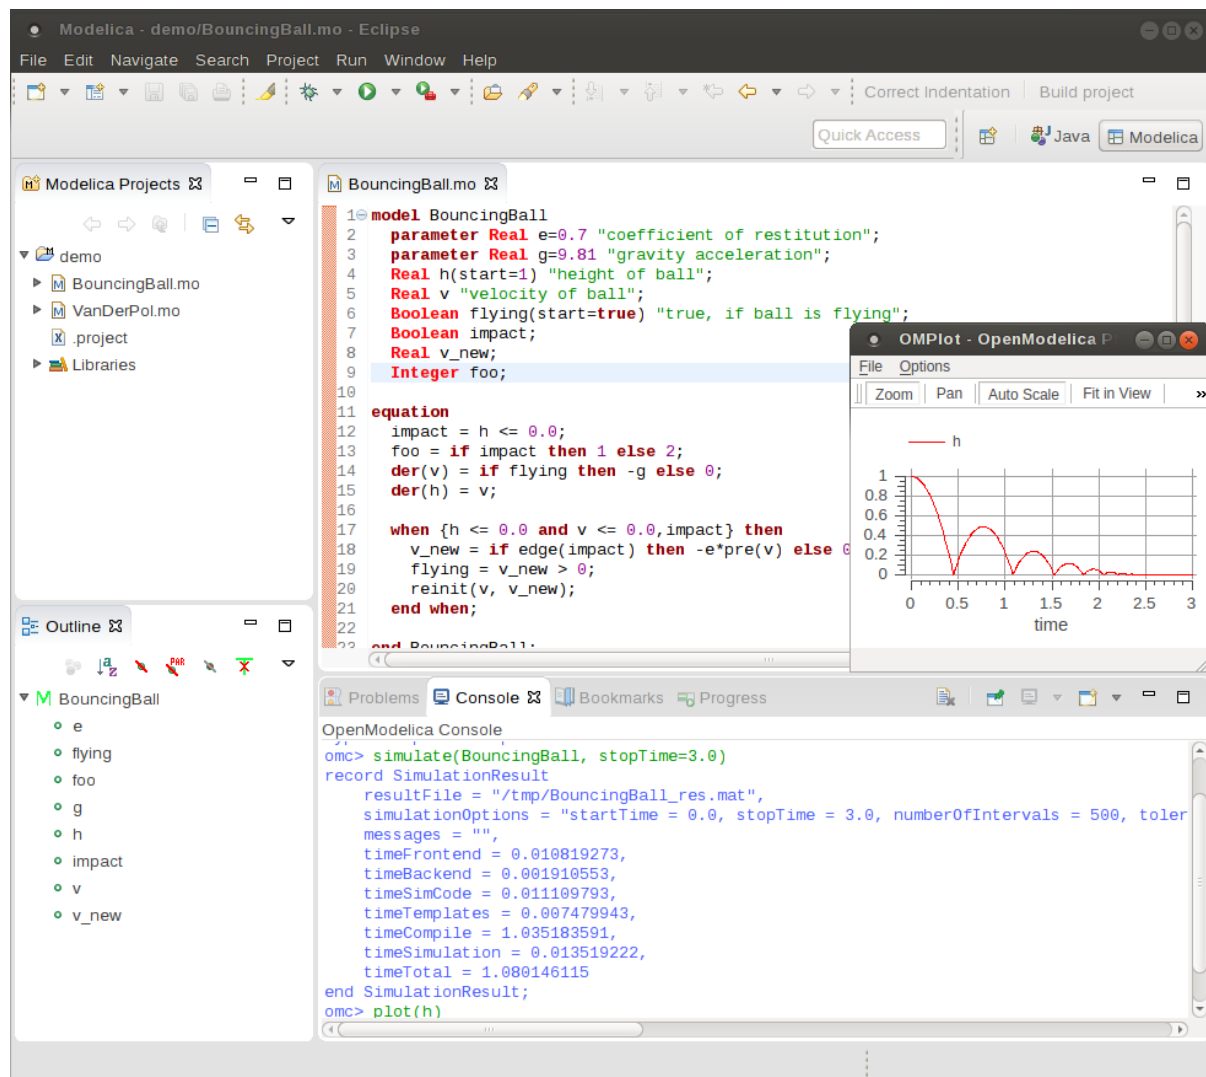 Modelica - demo/BouncingBall.mo - Eclipse
File Edit Navigate Search Project Run Window Help
Correct Indentation Build project
Quick Access Java Modelica
Modelica Projects
demo
BouncingBall.mo
VanDerPol.mo
.project
Libraries
BouncingBall.mo
1 model BouncingBall
2 parameter Real e=0.7 "coefficient of restitution";
3 parameter Real g=9.81 "gravity acceleration";
4 Real h(start=1) "height of ball";
5 Real v "velocity of ball";
6 Boolean flying(start=true) "true, if ball is flying";
7 Boolean impact;
8 Real v_new;
9 Integer foo;
10
11 equation
12 impact = h <= 0.0;
13 foo = if impact then 1 else 2;
14 der(v) = if flying then -g else 0;
15 der(h) = v;
16
17 when {h <= 0.0 and v <= 0.0,impact} then
18 v_new = if edge(impact) then -e*pre(v) else 0
19 flying = v_new > 0;
20 reinit(v, v_new);
21 end when;
22
23 end BouncingBall;
OMPlot - OpenModelica P
File Options
Zoom Pan Auto Scale Fit in View »
h
1
0.8
0.6
0.4
0.2
0
0 0.5 1 1.5 2 2.5 3
time
Outline
BouncingBall
e
flying
foo
g
h
impact
v
v_new
Problems Console Bookmarks Progress
OpenModelica Console
omc> simulate(BouncingBall, stopTime=3.0)
record SimulationResult
resultFile = "/tmp/BouncingBall_res.mat",
simulationOptions = "startTime = 0.0, stopTime = 3.0, numberOfIntervals = 500, toler
messages = "",
timeFrontend = 0.010819273,
timeBackend = 0.001910553,
timeSimCode = 0.011109793,
timeTemplates = 0.007479943,
timeCompile = 1.035183591,
timeSimulation = 0.013519222,
timeTotal = 1.080146115
end SimulationResult;
omc> plot(h)